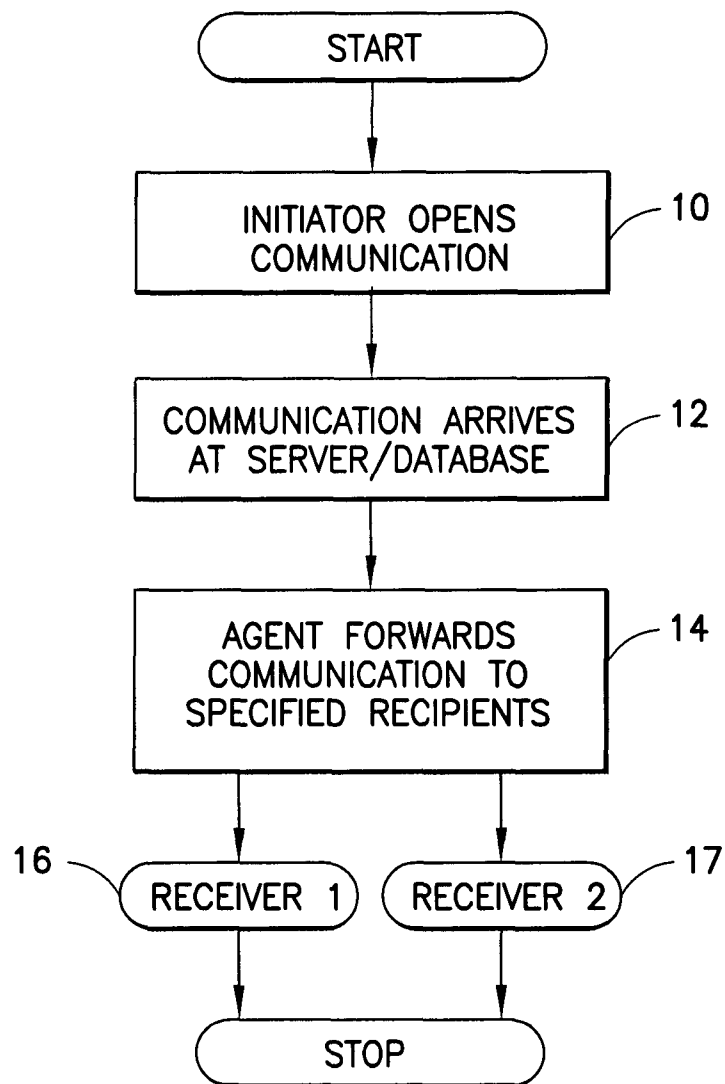 START
INITIATOR OPENS
COMMUNICATION
10
COMMUNICATION ARRIVES
AT SERVER/DATABASE
12
AGENT FORWARDS
COMMUNICATION TO
SPECIFIED RECIPIENTS
14
16
RECEIVER 1
RECEIVER 2
17
STOP